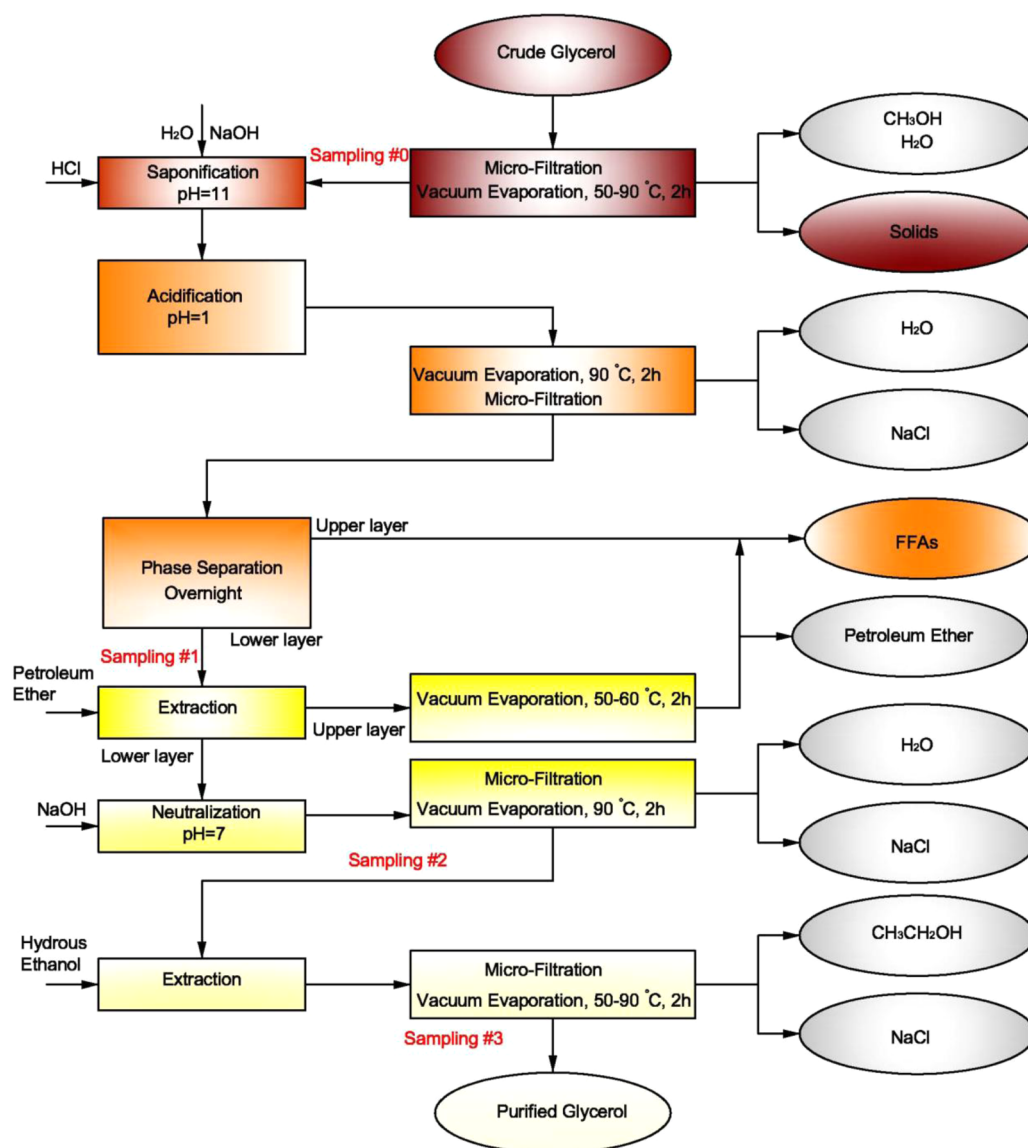 Crude Glycerol
CH₃OH
H₂O
H₂O NaOH
HCl
Sampling #0
Saponification
pH=11
Micro-Filtration
Vacuum Evaporation, 50-90 °C, 2h
Solids
Acidification
pH=1
H₂O
Vacuum Evaporation, 90 °C, 2h
Micro-Filtration
NaCl
Upper layer
FFAs
Phase Separation
Overnight
Lower layer
Petroleum Ether
Sampling #1
Petroleum
Ether
Extraction
Vacuum Evaporation, 50-60 °C, 2h
Upper layer
Lower layer
H₂O
NaOH
Neutralization
pH=7
Micro-Filtration
Vacuum Evaporation, 90 °C, 2h
NaCl
Sampling #2
CH₃CH₂OH
Hydrous
Ethanol
Extraction
Micro-Filtration
Vacuum Evaporation, 50-90 °C, 2h
NaCl
Sampling #3
Purified Glycerol